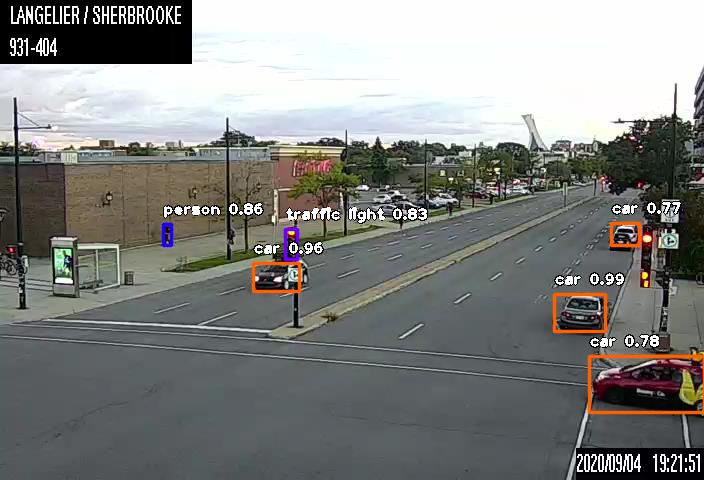 LANGELIER / SHERBROOKE
931-404
person 0.86
traffic light 0.83
car 0.77
car 0.96
car 0.99
car 0.78
2020/09/04 19:21:51